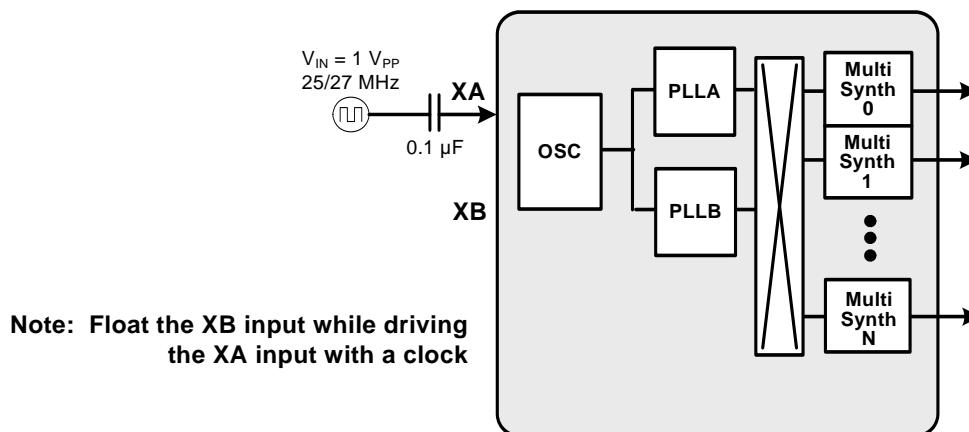 V_IN = 1 V_PP
25/27 MHz
XA
0.1 µF
XB
OSC
PLLA
PLLB
Multi
Synth
0
Multi
Synth
1
Multi
Synth
N
Note: Float the XB input while driving
the XA input with a clock